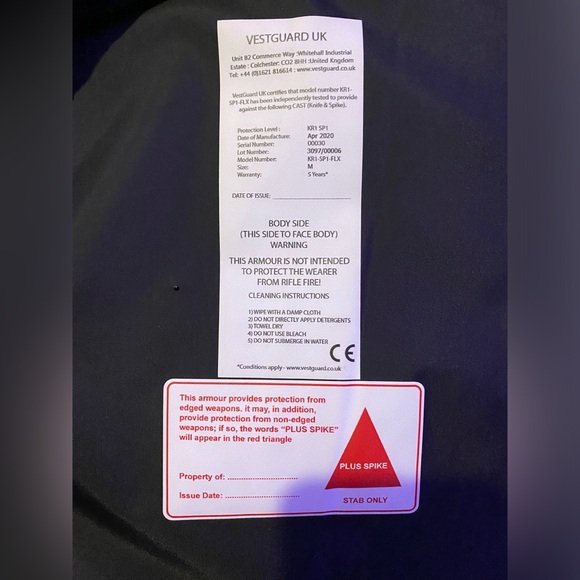 VESTGUARD UK
Unit 82 Commerce Way :Whitehall Industrial
Estate : Colchester: CO2 8HH :United Kingdom
Tel: +44 (0)1621 816614 : www.vestguard.co.uk
VestGuard UK certifies that model number KR1-
SP1-FLX has been independently tested to provide
against the following CAST (Knife & Spike).
Protection Level : KR1 SP1
Date of Manufacture: Apr 2020
Serial Number: 00030
Lot Number: 3097/00006
Model Number: KR1-SP1-FLX
Size: M
Warranty: 5 Years*
DATE OF ISSUE: ____________________
BODY SIDE
(THIS SIDE TO FACE BODY)
WARNING
THIS ARMOUR IS NOT INTENDED
TO PROTECT THE WEARER
FROM RIFLE FIRE!
CLEANING INSTRUCTIONS
1) WIPE WITH A DAMP CLOTH
2) DO NOT DIRECTLY APPLY DETERGENTS
3) TOWEL DRY
4) DO NOT USE BLEACH
5) DO NOT SUBMERGE IN WATER
CE
*Conditions apply - www.vestguard.co.uk
This armour provides protection from
edged weapons. it may, in addition,
provide protection from non-edged
weapons; if so, the words “PLUS SPIKE”
will appear in the red triangle
PLUS SPIKE
Property of: ............................
Issue Date: .............................
STAB ONLY